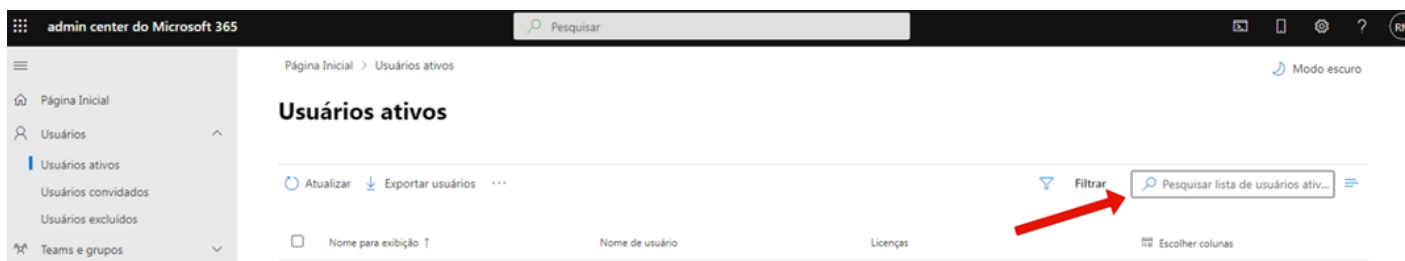 admin center do Microsoft 365
Pesquisar
?
Página Inicial > Usuários ativos
Modo escuro
Página Inicial
Usuários ativos
Usuários
Usuários ativos
Usuários convidados
Usuários excluídos
Teams e grupos
Atualizar Exportar usuários ...
Filtrar
Pesquisar lista de usuários ativ...
Nome para exibição ↑ Nome de usuário Licenças Escolher colunas